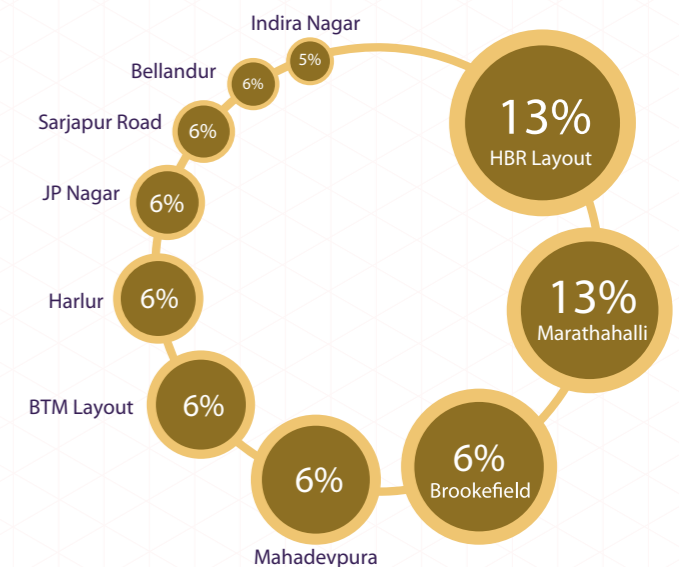 Indira Nagar
5%
Bellandur
6%
Sarjapur Road
6%
JP Nagar
6%
Harlur
6%
BTM Layout
6%
Mahadevpura
6%
6%
Brookefield
13%
Marathahalli
13%
HBR Layout